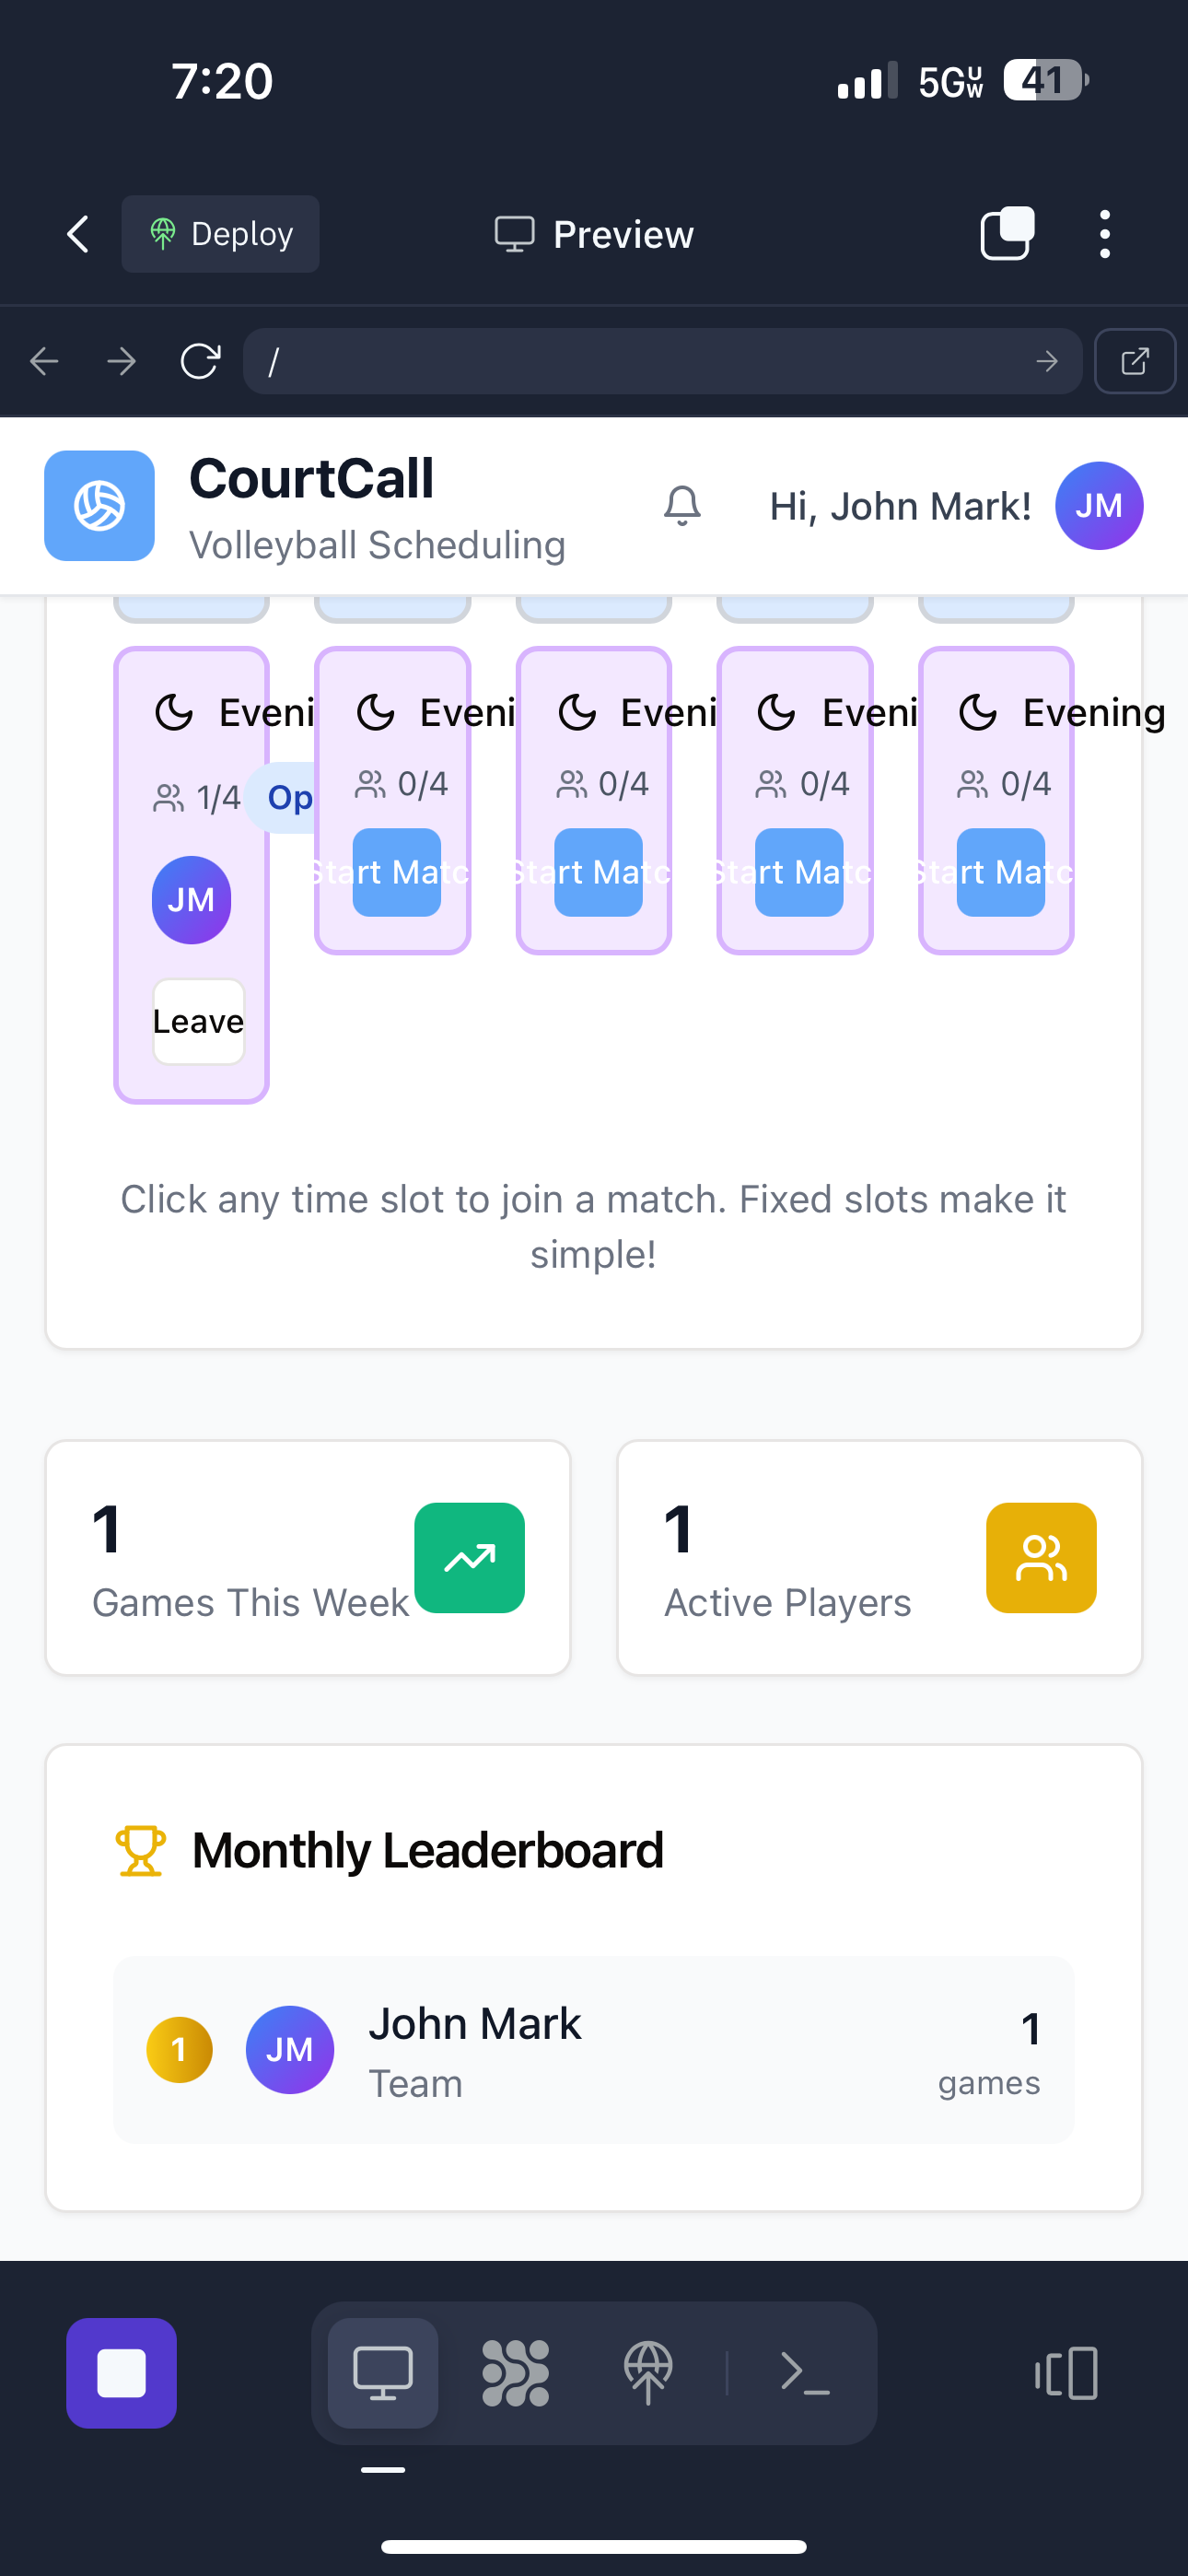 7:20
5G UW
41
Deploy
Preview
/
CourtCall
Volleyball Scheduling
Hi, John Mark!
JM
Eveni
Eveni
Eveni
Eveni
Evening
1/4
Op
0/4
0/4
0/4
0/4
JM
Start Matc
Start Matc
Start Matc
Start Matc
Leave
Click any time slot to join a match. Fixed slots make it
simple!
1
Games This Week
1
Active Players
Monthly Leaderboard
1
JM
John Mark
Team
1
games